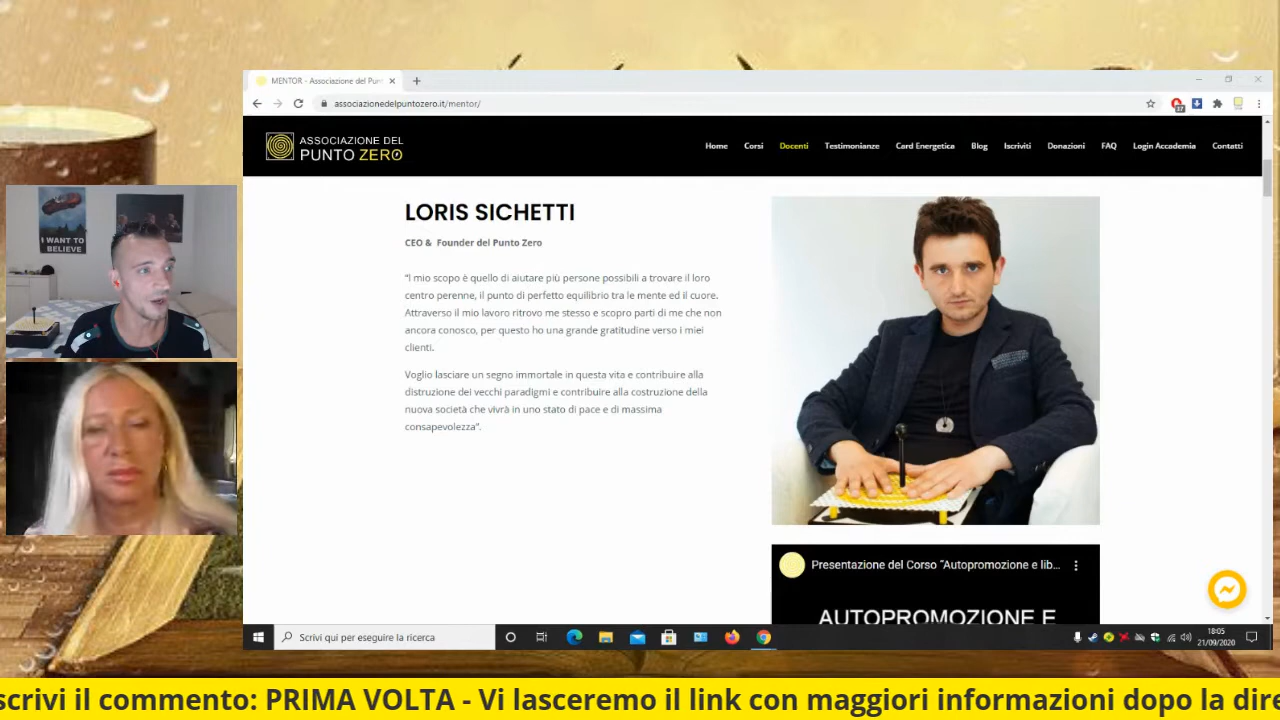 MENTOR - Associazione del Pun
associazionedelpuntozero.it/mentor/
27
ASSOCIAZIONE DEL
PUNTO ZERO
Home Corsi Docenti Testimonianze Card Energetica Blog Iscriviti Donazioni FAQ Login Accademia Contatti
I WANT TO
BELIEVE
LORIS SICHETTI
CEO & Founder del Punto Zero
“I mio scopo è quello di aiutare più persone possibili a trovare il loro
centro perenne, il punto di perfetto equilibrio tra le mente ed il cuore.
Attraverso il mio lavoro ritrovo me stesso e scopro parti di me che non
ancora conosco, per questo ho una grande gratitudine verso i miei
clienti.
Voglio lasciare un segno immortale in questa vita e contribuire alla
distruzione dei vecchi paradigmi e contribuire alla costruzione della
nuova società che vivrà in uno stato di pace e di massima
consapevolezza”.
Presentazione del Corso "Autopromozione e lib...
AUTOPROMOZIONE E
Scrivi qui per eseguire la ricerca
18:05
21/09/2020
scrivi il commento: PRIMA VOLTA - Vi lasceremo il link con maggiori informazioni dopo la dire